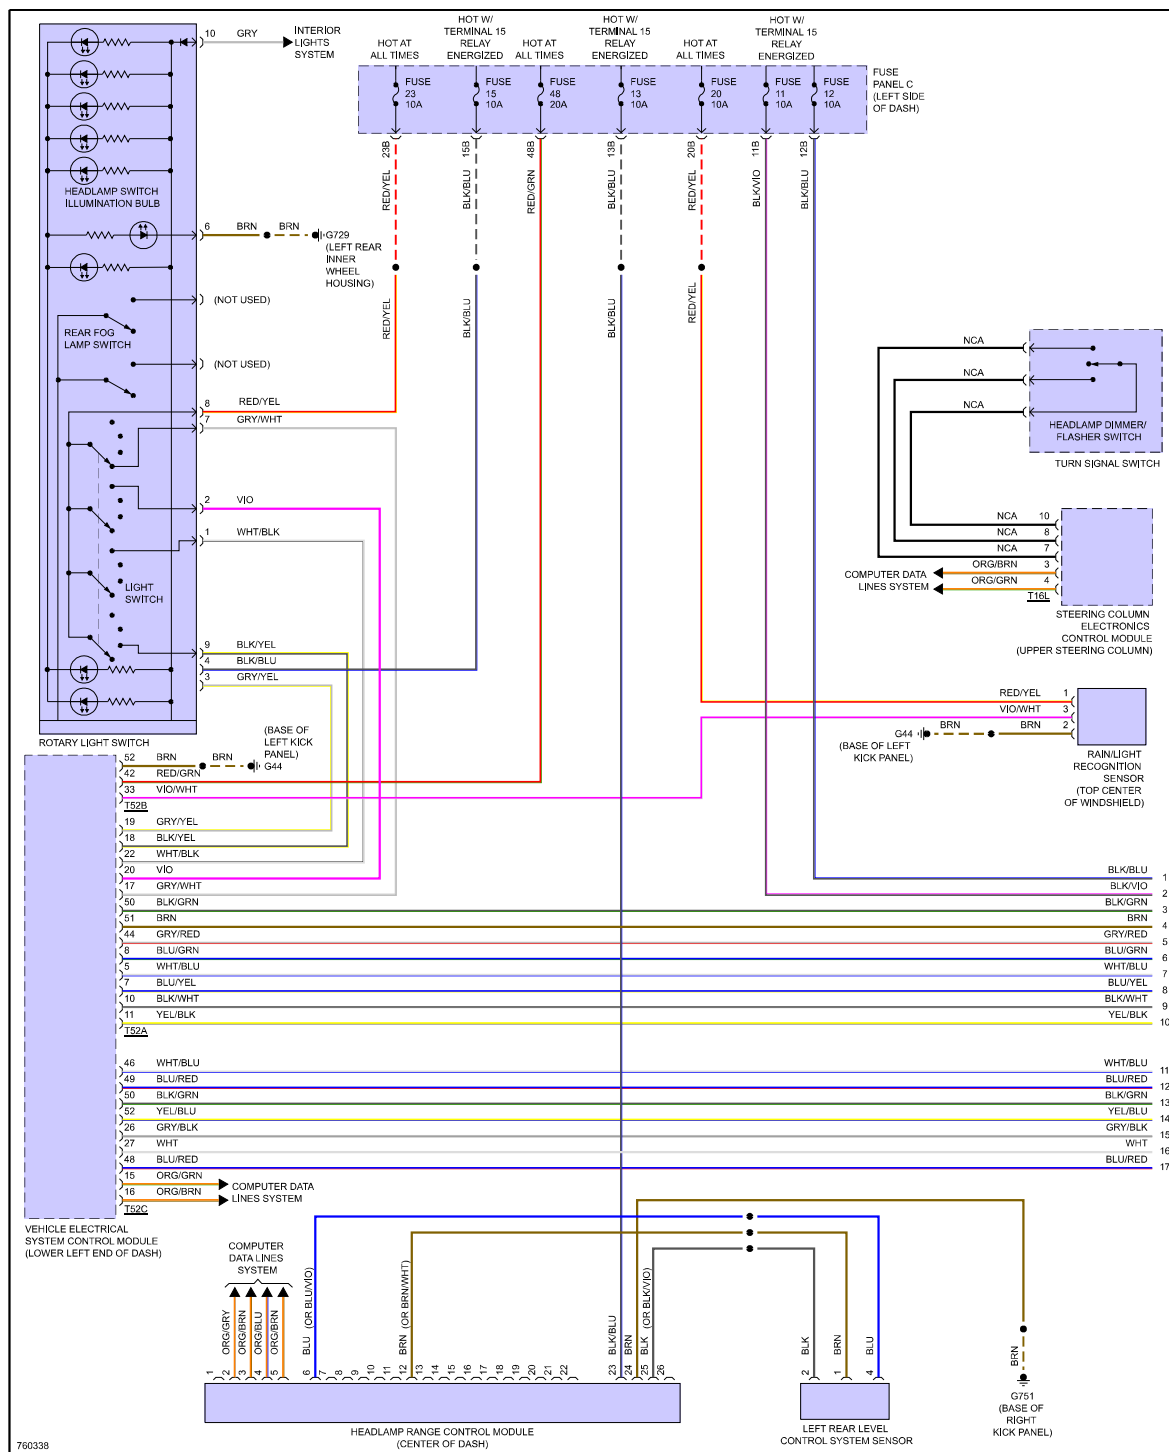 10 GRY
INTERIOR
LIGHTS
SYSTEM
HOT AT
ALL TIMES
HOT W/
TERMINAL 15
RELAY
ENERGIZED
HOT AT
ALL TIMES
HOT W/
TERMINAL 15
RELAY
ENERGIZED
HOT AT
ALL TIMES
HOT W/
TERMINAL 15
RELAY
ENERGIZED
FUSE
23
10A
FUSE
15
10A
FUSE
48
20A
FUSE
13
10A
FUSE
20
10A
FUSE
11
10A
FUSE
12
10A
FUSE
PANEL C
(LEFT SIDE
OF DASH)
23B
15B
48B
13B
20B
11B
12B
RED/YEL
BLK/BLU
RED/GRN
BLK/BLU
RED/YEL
BLK/VIO
BLK/BLU
HEADLAMP SWITCH
ILLUMINATION BULB
6 BRN BRN
G729
(LEFT REAR
INNER
WHEEL
HOUSING)
RED/YEL
BLK/BLU
BLK/BLU
RED/YEL
(NOT USED)
REAR FOG
LAMP SWITCH
(NOT USED)
8 RED/YEL
7 GRY/WHT
2 VIO
1 WHT/BLK
LIGHT
SWITCH
9 BLK/YEL
4 BLK/BLU
3 GRY/YEL
ROTARY LIGHT SWITCH
NCA
NCA
NCA
HEADLAMP DIMMER/
FLASHER SWITCH
TURN SIGNAL SWITCH
NCA 10
NCA 8
NCA 7
ORG/BRN 3
ORG/GRN 4
COMPUTER DATA
LINES SYSTEM
T16L
STEERING COLUMN
ELECTRONICS
CONTROL MODULE
(UPPER STEERING COLUMN)
RED/YEL 1
VIO/WHT 3
BRN BRN 2
G44
(BASE OF LEFT
KICK PANEL)
RAIN/LIGHT
RECOGNITION
SENSOR
(TOP CENTER
OF WINDSHIELD)
(BASE OF
LEFT KICK
PANEL)
G44
52 BRN BRN
42 RED/GRN
33 VIO/WHT
T52B
19 GRY/YEL
18 BLK/YEL
22 WHT/BLK
20 VIO
17 GRY/WHT
50 BLK/GRN
51 BRN
44 GRY/RED
8 BLU/GRN
5 WHT/BLU
7 BLU/YEL
10 BLK/WHT
11 YEL/BLK
T52A
BLK/BLU 1
BLK/VIO 2
BLK/GRN 3
BRN 4
GRY/RED 5
BLU/GRN 6
WHT/BLU 7
BLU/YEL 8
BLK/WHT 9
YEL/BLK 10
46 WHT/BLU
49 BLU/RED
50 BLK/GRN
52 YEL/BLU
26 GRY/BLK
27 WHT
48 BLU/RED
15 ORG/GRN
16 ORG/BRN
T52C
WHT/BLU 11
BLU/RED 12
BLK/GRN 13
YEL/BLU 14
GRY/BLK 15
WHT 16
BLU/RED 17
COMPUTER DATA
LINES SYSTEM
VEHICLE ELECTRICAL
SYSTEM CONTROL MODULE
(LOWER LEFT END OF DASH)
COMPUTER
DATA LINES
SYSTEM
ORG/GRY
ORG/BRN
ORG/BLU
ORG/BRN
BLU (OR BLU/VIO)
BRN (OR BRN/WHT)
BLK/BLU
BRN
(OR BLK/VIO)
BLK
BRN
BLU
BRN
1 2 3 4 5 6 7 8 9 10 11 12 13 14 15 16 17 18 19 20 21 22 23 24 25 26
2 1 4
HEADLAMP RANGE CONTROL MODULE
(CENTER OF DASH)
LEFT REAR LEVEL
CONTROL SYSTEM SENSOR
G751
(BASE OF
RIGHT
KICK PANEL)
760338